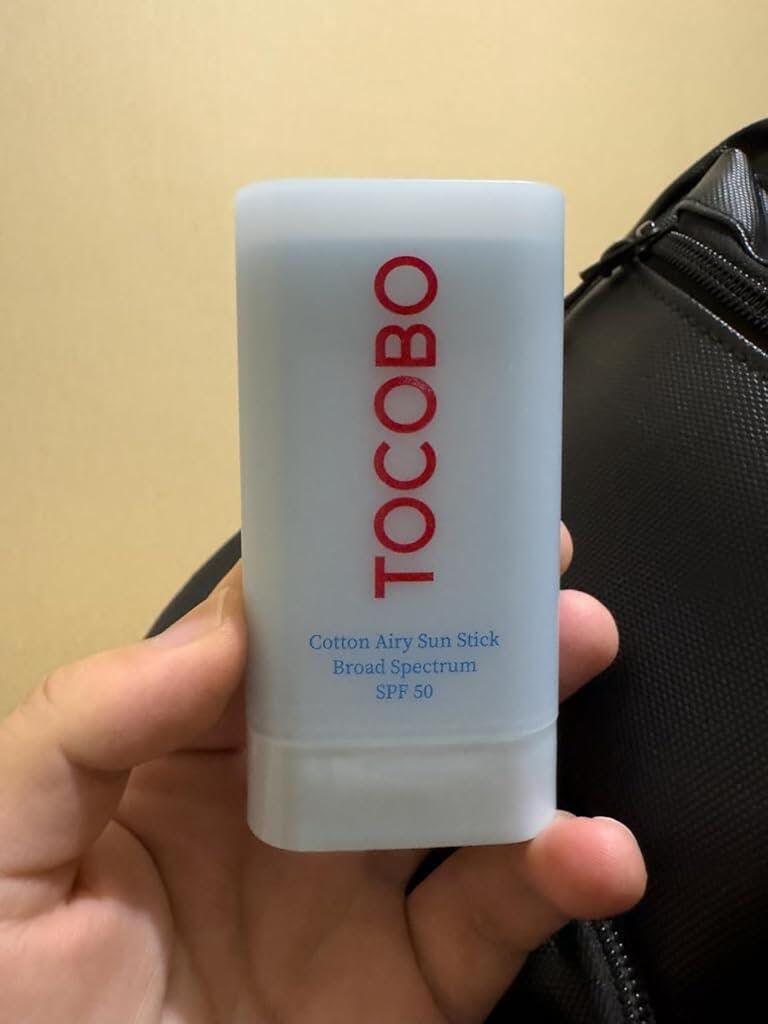 TOCOBO
Cotton Airy Sun Stick
Broad Spectrum
SPF 50